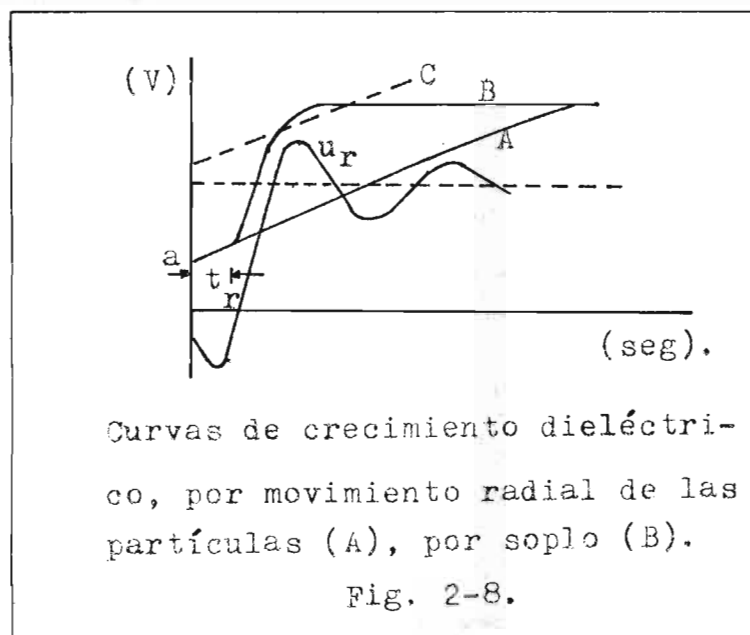 (V)
C
B
A
u_r
a
t_r
(seg).
Curvas de crecimiento dieléctri-
co, por movimiento radial de las
partículas (A), por soplo (B).
Fig. 2-8.